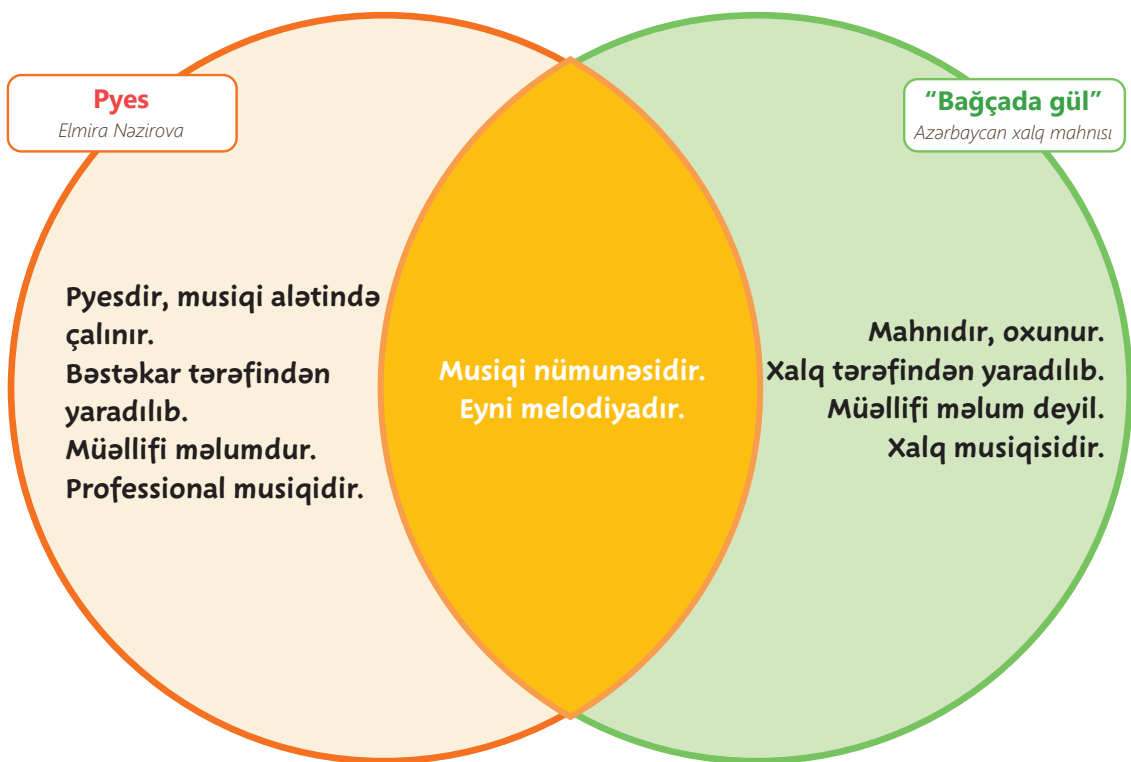 Pyes
Elmira Nəzirova
“Bağçada gül”
Azərbaycan xalq mahnısı
Pyesdir, musiqi alətində
çalınır.
Bəstəkar tərəfindən
yaradılıb.
Müəllifi məlumdur.
Professional musiqidir.
Musiqi nümunəsidir.
Eyni melodiyadır.
Mahnıdır, oxunur.
Xalq tərəfindən yaradılıb.
Müəllifi məlum deyil.
Xalq musiqisidir.